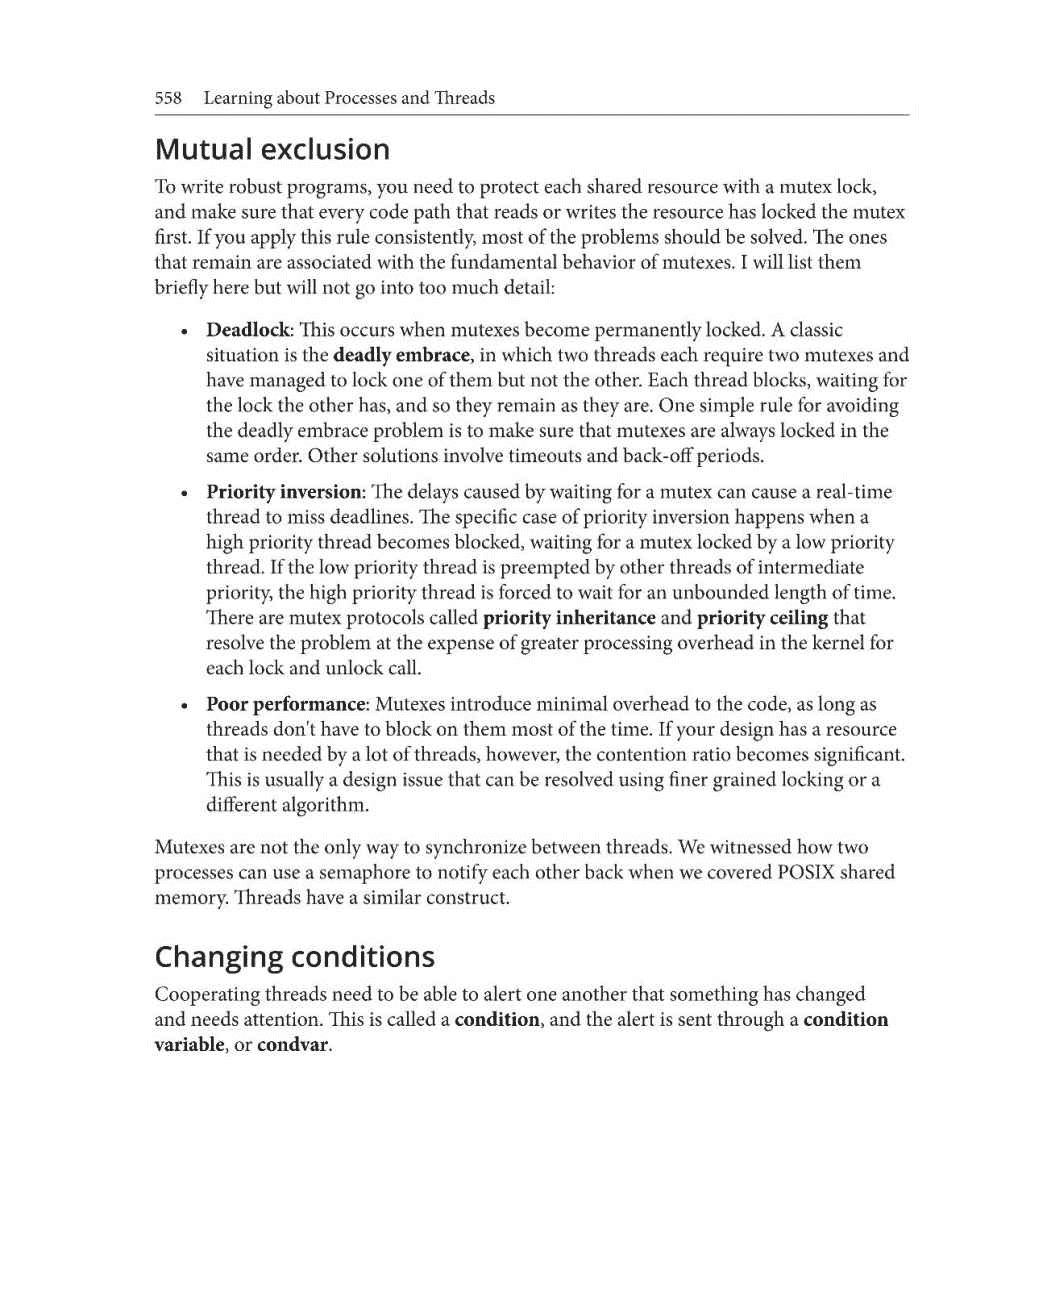 558 Learning about Processes and Threads
Mutual exclusion
To write robust programs, you need to protect each shared resource with a mutex lock,
and make sure that every code path that reads or writes the resource has locked the mutex
first. If you apply this rule consistently, most of the problems should be solved. The ones
that remain are associated with the fundamental behavior of mutexes. I will list them
briefly here but will not go into too much detail:
• Deadlock: This occurs when mutexes become permanently locked. A classic
situation is the deadly embrace, in which two threads each require two mutexes and
have managed to lock one of them but not the other. Each thread blocks, waiting for
the lock the other has, and so they remain as they are. One simple rule for avoiding
the deadly embrace problem is to make sure that mutexes are always locked in the
same order. Other solutions involve timeouts and back-off periods.
• Priority inversion: The delays caused by waiting for a mutex can cause a real-time
thread to miss deadlines. The specific case of priority inversion happens when a
high priority thread becomes blocked, waiting for a mutex locked by a low priority
thread. If the low priority thread is preempted by other threads of intermediate
priority, the high priority thread is forced to wait for an unbounded length of time.
There are mutex protocols called priority inheritance and priority ceiling that
resolve the problem at the expense of greater processing overhead in the kernel for
each lock and unlock call.
• Poor performance: Mutexes introduce minimal overhead to the code, as long as
threads don't have to block on them most of the time. If your design has a resource
that is needed by a lot of threads, however, the contention ratio becomes significant.
This is usually a design issue that can be resolved using finer grained locking or a
different algorithm.
Mutexes are not the only way to synchronize between threads. We witnessed how two
processes can use a semaphore to notify each other back when we covered POSIX shared
memory. Threads have a similar construct.
Changing conditions
Cooperating threads need to be able to alert one another that something has changed
and needs attention. This is called a condition, and the alert is sent through a condition
variable, or condvar.